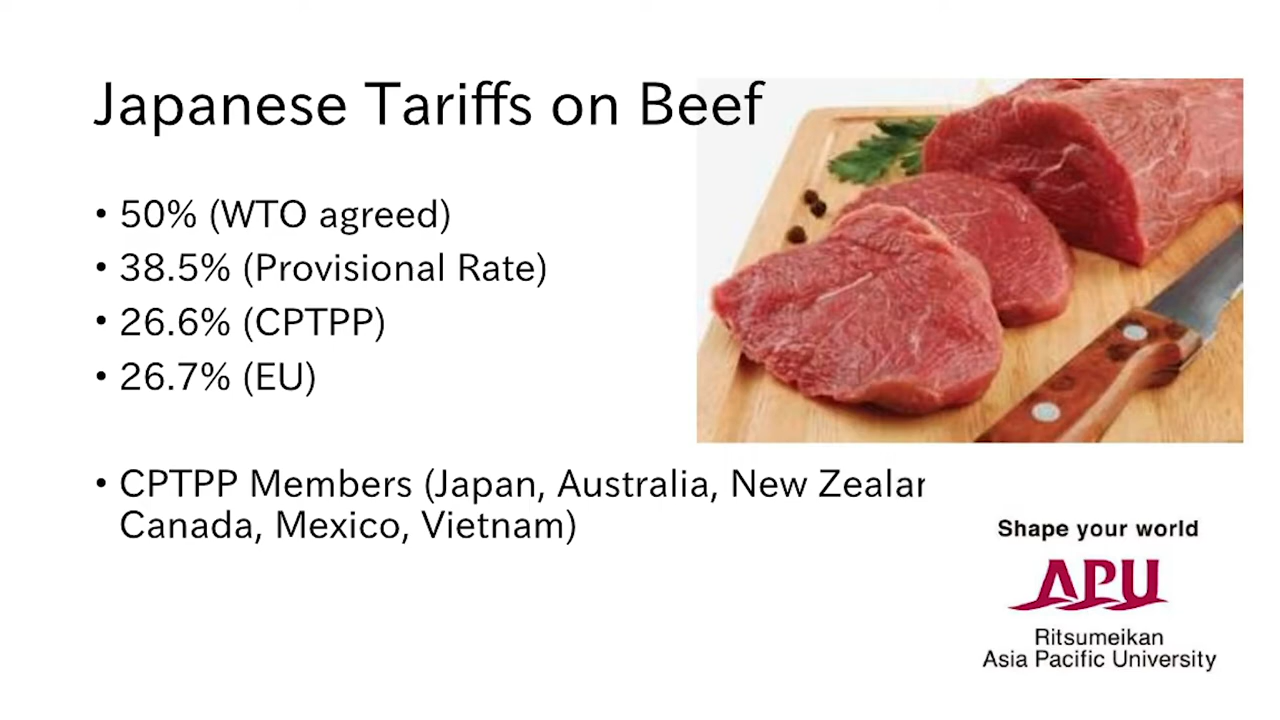 Japanese Tariffs on Beef
• 50% (WTO agreed)
• 38.5% (Provisional Rate)
• 26.6% (CPTPP)
• 26.7% (EU)
• CPTPP Members (Japan, Australia, New Zealar
Canada, Mexico, Vietnam)
Shape your world
APU
Ritsumeikan
Asia Pacific University